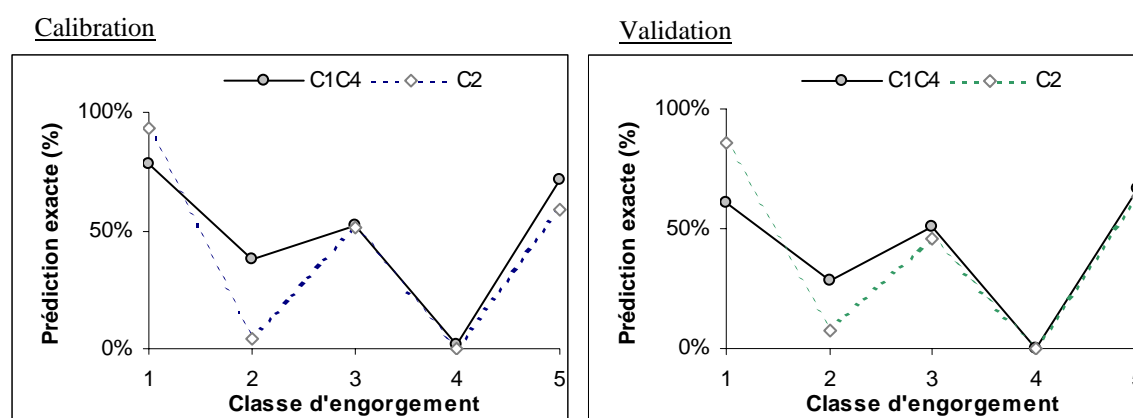 Calibration
C1C4 C2
100%
50%
0%
Prédiction exacte (%)
1 2 3 4 5
Classe d'engorgement
Validation
C1C4 C2
100%
50%
0%
Prédiction exacte (%)
1 2 3 4 5
Classe d'engorgement